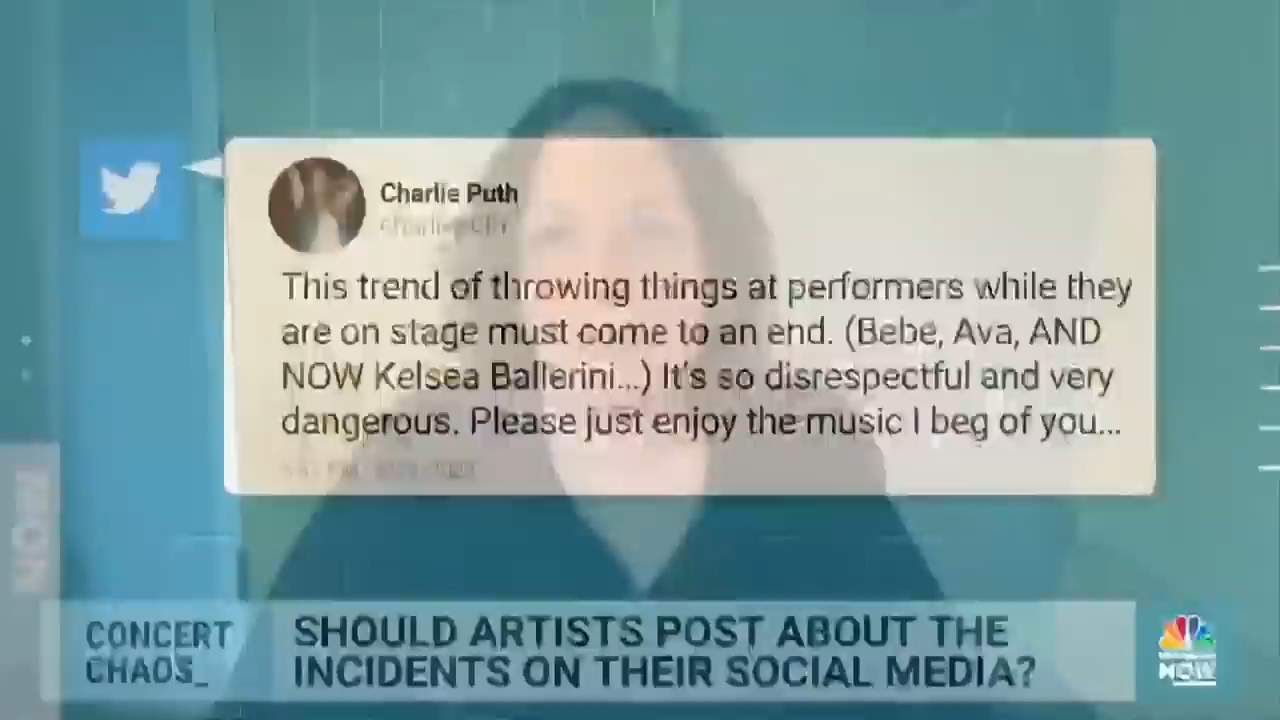 Charlie Puth
This trend of throwing things at performers while they
are on stage must come to an end. (Bebe, Ava, AND
NOW Kelsea Ballerini...) It's so disrespectful and very
dangerous. Please just enjoy the music I beg of you...
NOW
CONCERT
CHAOS_
SHOULD ARTISTS POST ABOUT THE
INCIDENTS ON THEIR SOCIAL MEDIA?
NOW